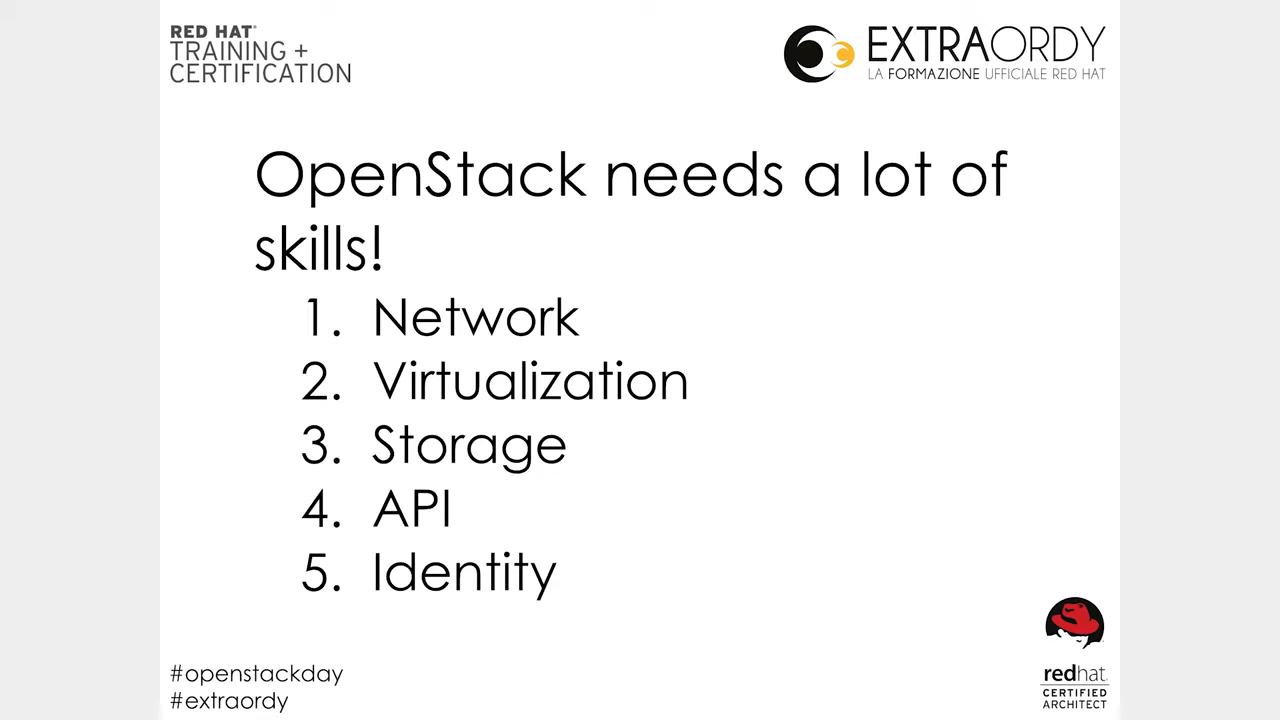 RED HAT®
TRAINING +
CERTIFICATION
EXTRAORDY
LA FORMAZIONE UFFICIALE RED HAT
OpenStack needs a lot of
skills!
1. Network
2. Virtualization
3. Storage
4. API
5. Identity
#openstackday
#extraordy
redhat.
CERTIFIED
ARCHITECT